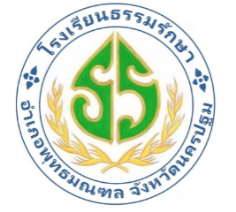 โรงเรียนธรรมรักษา
ธร
อำเภอพุทธมณฑล จังหวัดนครปฐม